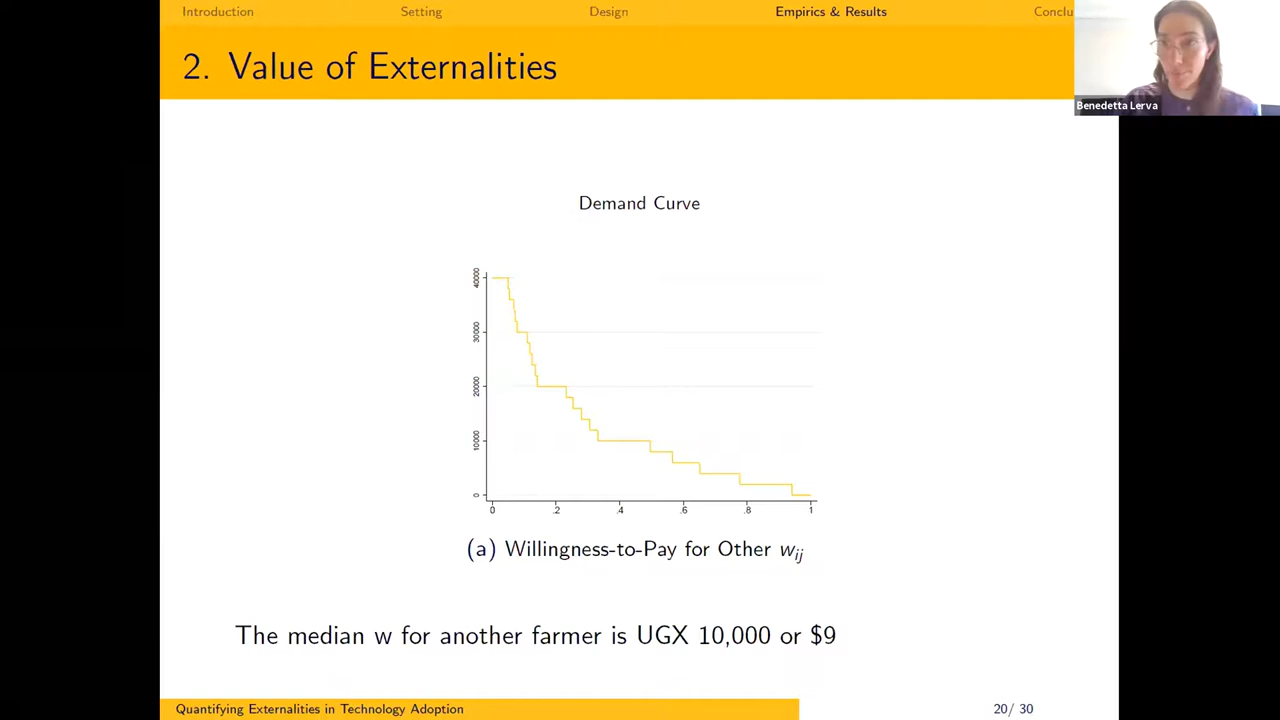 Introduction Setting Design Empirics & Results Conclu
2. Value of Externalities
Benedetta Lerva
Demand Curve
40000
30000
20000
10000
0
0 .2 .4 .6 .8 1
(a) Willingness-to-Pay for Other wij
The median w for another farmer is UGX 10,000 or $9
Quantifying Externalities in Technology Adoption 20/ 30